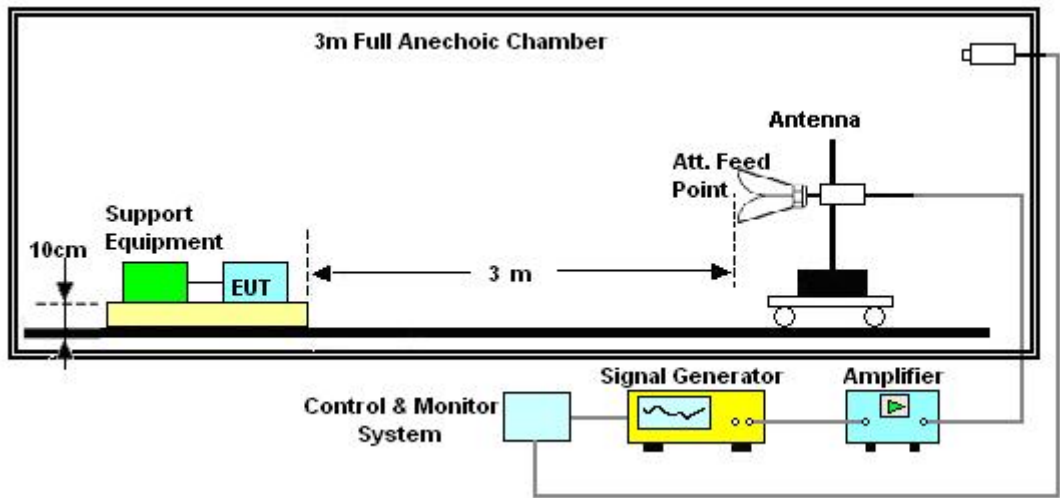 3m Full Anechoic Chamber
Antenna
Att. Feed
Point
Support
Equipment
10cm
EUT
3 m
Signal Generator
Amplifier
Control & Monitor
System